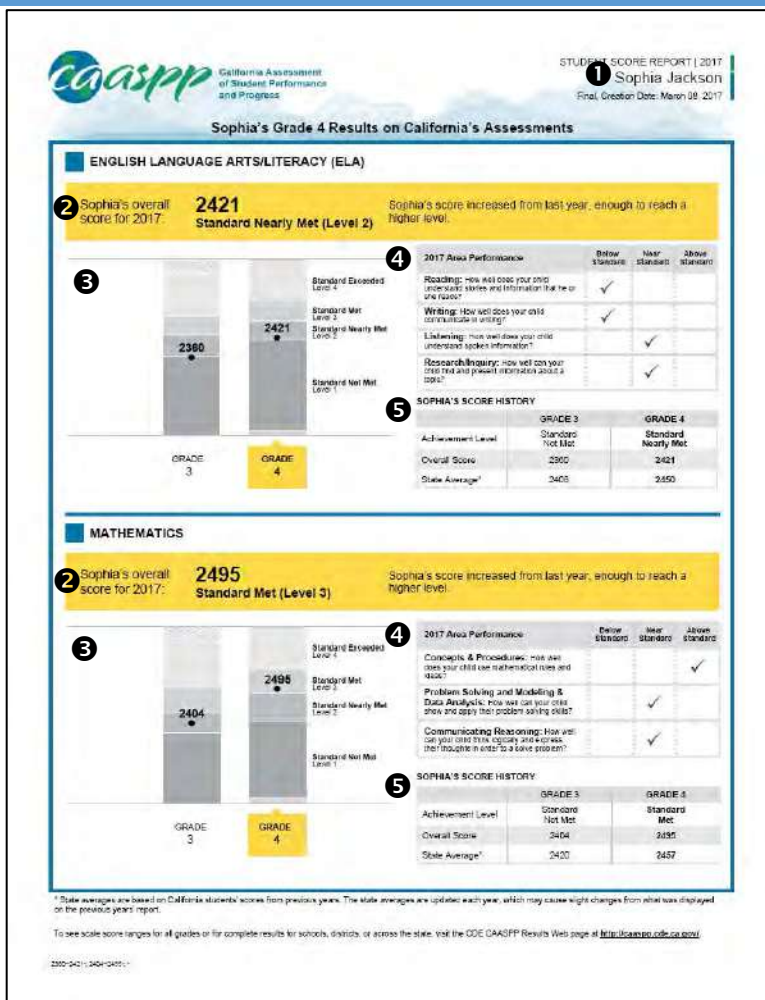 caaspp
California Assessment
of Student Performance
and Progress
STUDENT SCORE REPORT | 2017
❶ Sophia Jackson
Final, Creation Date: March 08, 2017
Sophia's Grade 4 Results on California's Assessments
ENGLISH LANGUAGE ARTS/LITERACY (ELA)
❷ Sophia's overall
score for 2017:
2421
Standard Nearly Met (Level 2)
Sophia's score increased from last year, enough to reach a
higher level.
❸
Standard Exceeded
Level 4
Standard Met
Level 3
Standard Nearly Met
Level 2
Standard Not Met
Level 1
2360
2421
GRADE
3
GRADE
4
❹
2017 Area Performance
Below
Standard
Near
Standard
Above
Standard
Reading: How well does your child
understand stories and information that he or
she reads?
Writing: How well does your child
communicate in writing?
Listening: How well does your child
understand spoken information?
Research/Inquiry: How well can your
child find and present information about a
topic?
❺
SOPHIA'S SCORE HISTORY
GRADE 3 GRADE 4
Achievement Level
Standard
Not Met
Standard
Nearly Met
Overall Score 2360 2421
State Average* 2450
MATHEMATICS
❷ Sophia's overall
score for 2017:
2495
Standard Met (Level 3)
Sophia's score increased from last year, enough to reach a
higher level.
❸
Standard Exceeded
Level 4
Standard Met
Level 3
Standard Nearly Met
Level 2
Standard Not Met
Level 1
2404
2495
GRADE
3
GRADE
4
❹
2017 Area Performance
Below
Standard
Near
Standard
Above
Standard
Concepts & Procedures: How well
does your child use mathematical rules and
ideas?
Problem Solving and Modeling &
Data Analysis: How well can your child
show and apply their problem solving skills?
Communicating Reasoning: How well
can your child think logically and express
their thoughts in order to a solve problem?
❺
SOPHIA'S SCORE HISTORY
GRADE 3 GRADE 4
Achievement Level
Standard
Not Met
Standard
Met
Overall Score 2404 2495
State Average* 2420 2457
* State averages are based on California students' scores from previous years. The state averages are updated each year, which may cause slight changes from what was displayed
on the previous years' report.
To see scale score ranges for all grades or for complete results for schools, districts, or across the state, visit the CDE CAASPP Results Web page at http://caaspp.cde.ca.gov/.